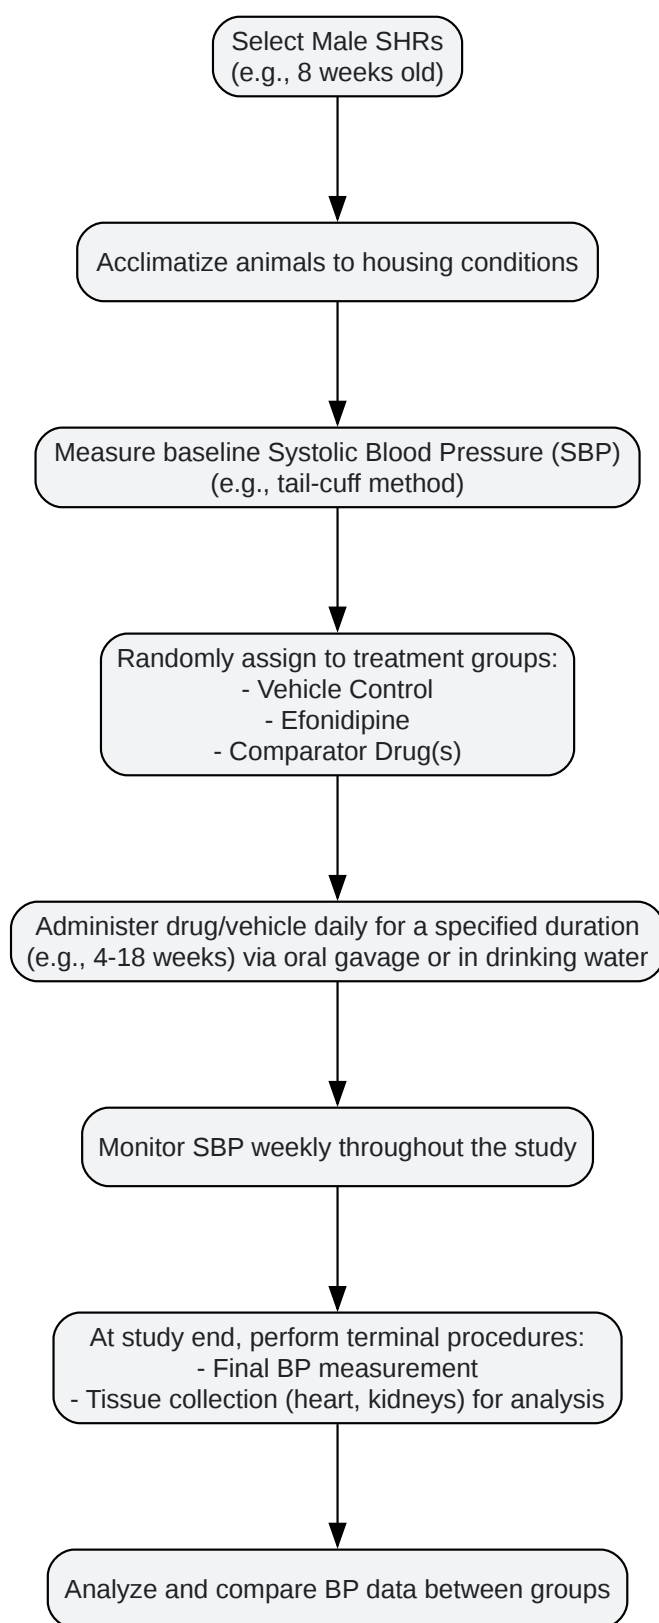 Select Male SHRs
(e.g., 8 weeks old)
Acclimatize animals to housing conditions
Measure baseline Systolic Blood Pressure (SBP)
(e.g., tail-cuff method)
Randomly assign to treatment groups:
- Vehicle Control
- Efonidipine
- Comparator Drug(s)
Administer drug/vehicle daily for a specified duration
(e.g., 4-18 weeks) via oral gavage or in drinking water
Monitor SBP weekly throughout the study
At study end, perform terminal procedures:
- Final BP measurement
- Tissue collection (heart, kidneys) for analysis
Analyze and compare BP data between groups